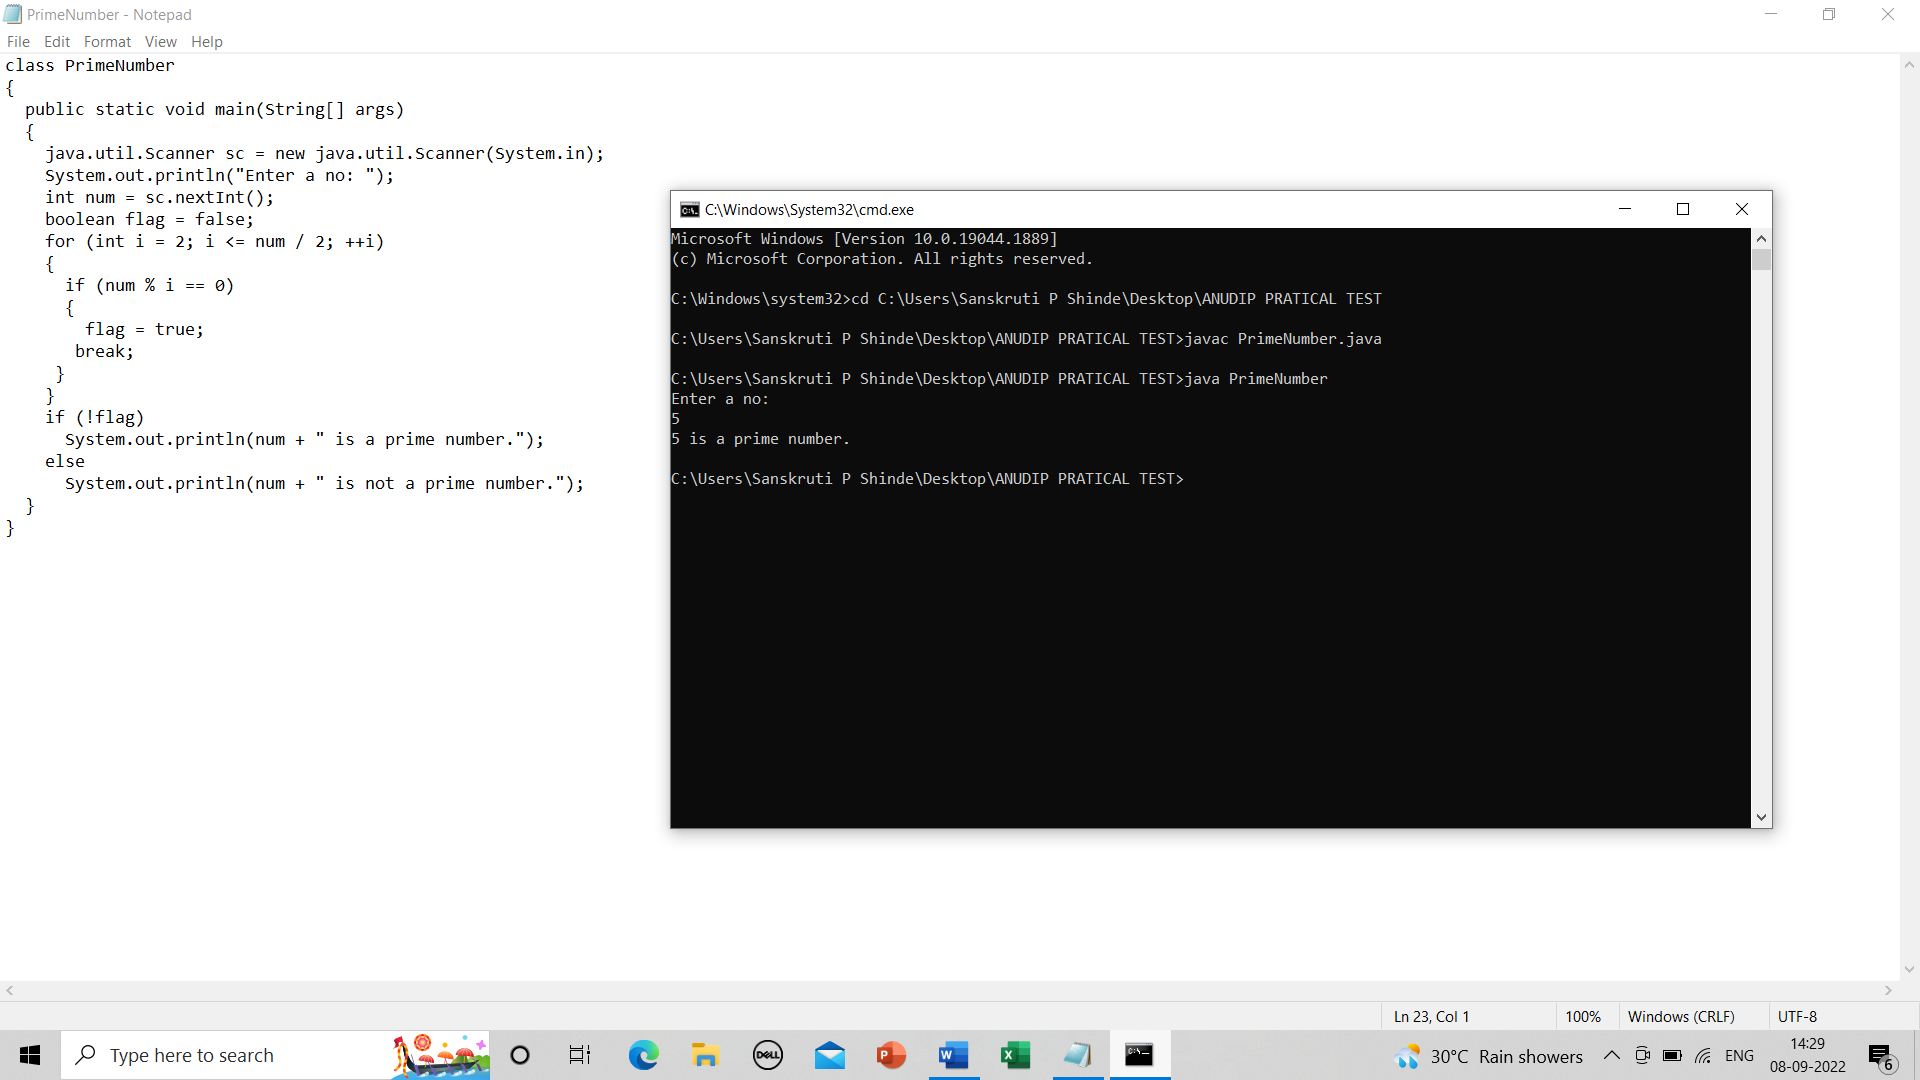 PrimeNumber - Notepad
File Edit Format View Help
class PrimeNumber
{
  public static void main(String[] args)
  {
    java.util.Scanner sc = new java.util.Scanner(System.in);
    System.out.println("Enter a no: ");
    int num = sc.nextInt();
    boolean flag = false;
    for (int i = 2; i <= num / 2; ++i)
    {
      if (num % i == 0)
      {
        flag = true;
       break;
     }
    }
    if (!flag)
      System.out.println(num + " is a prime number.");
    else
      System.out.println(num + " is not a prime number.");
  }
}
C:\Windows\System32\cmd.exe
Microsoft Windows [Version 10.0.19044.1889]
(c) Microsoft Corporation. All rights reserved.
C:\Windows\system32>cd C:\Users\Sanskruti P Shinde\Desktop\ANUDIP PRATICAL TEST
C:\Users\Sanskruti P Shinde\Desktop\ANUDIP PRATICAL TEST>javac PrimeNumber.java
C:\Users\Sanskruti P Shinde\Desktop\ANUDIP PRATICAL TEST>java PrimeNumber
Enter a no:
5
5 is a prime number.
C:\Users\Sanskruti P Shinde\Desktop\ANUDIP PRATICAL TEST>
Ln 23, Col 1 100% Windows (CRLF) UTF-8
Type here to search
DELL
30°C Rain showers
ENG
14:29
08-09-2022
6